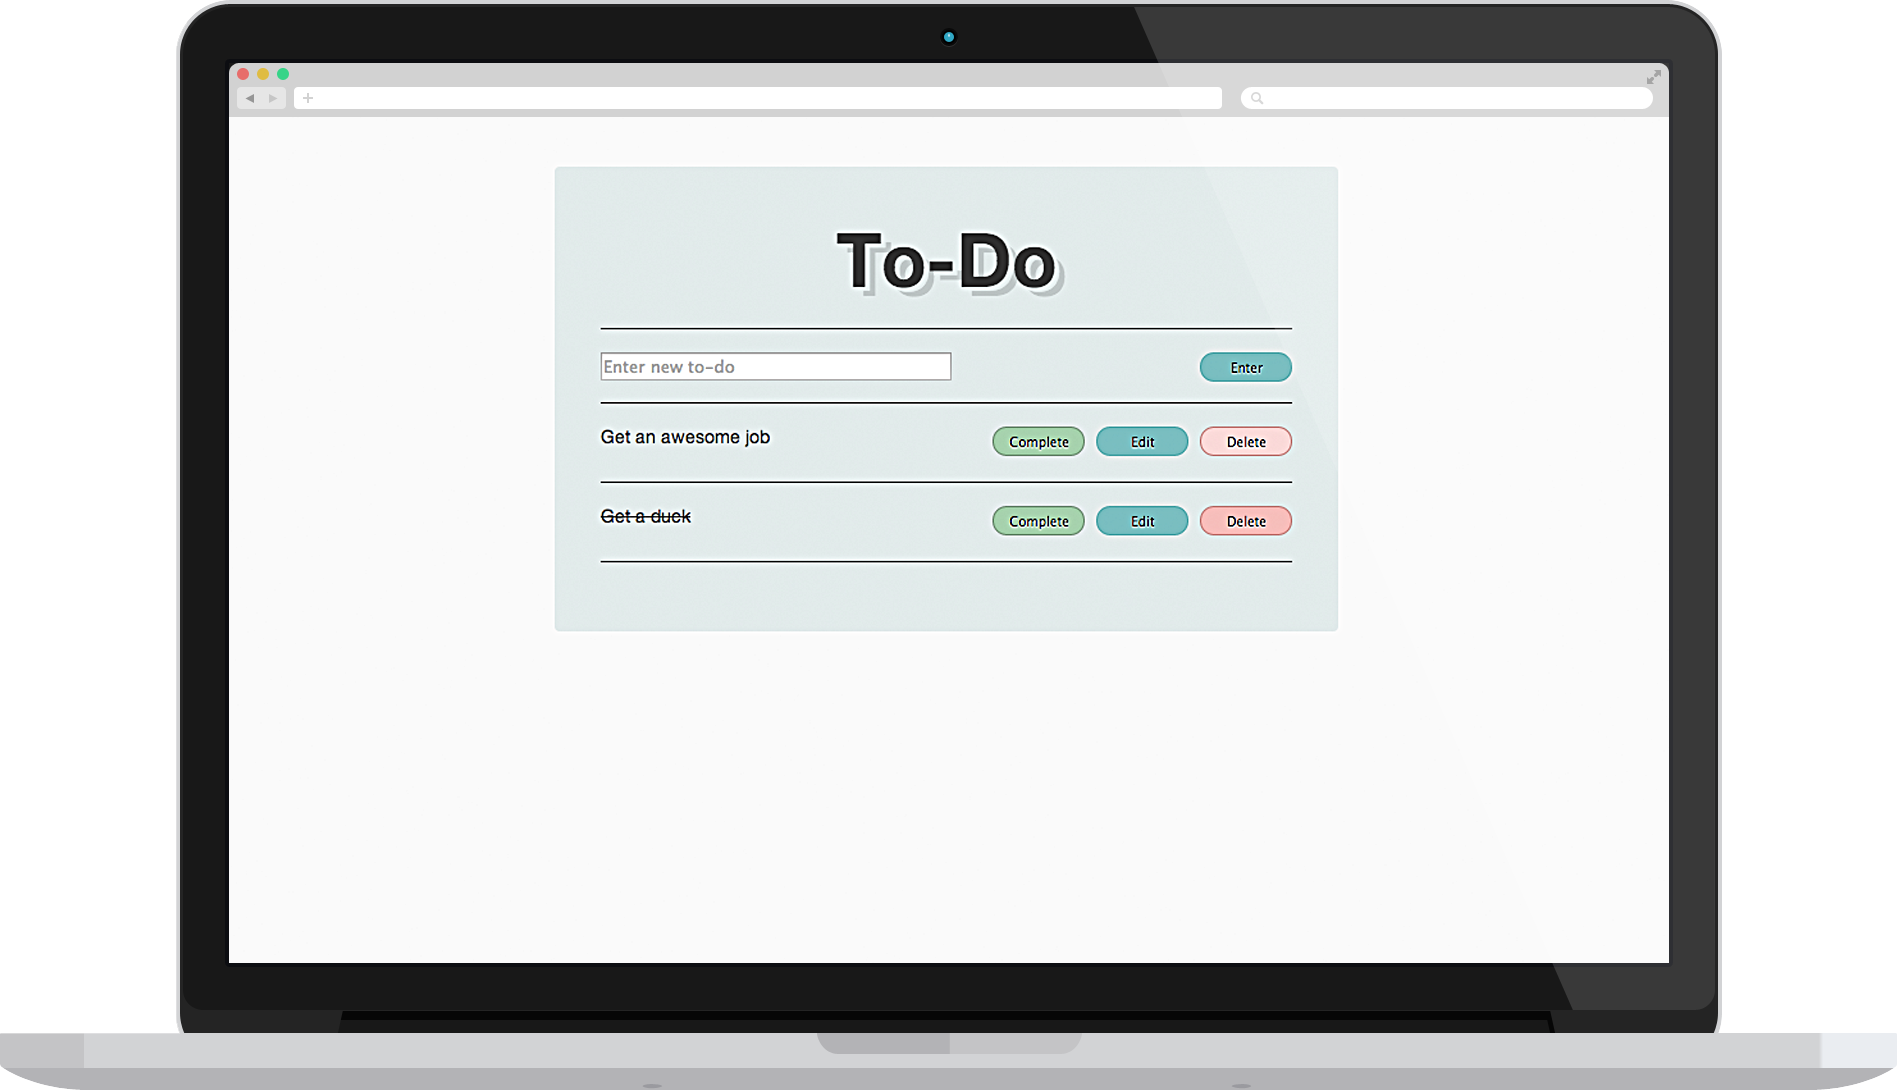 To-Do
Enter new to-do Enter
Get an awesome job Complete Edit Delete
Get a duck Complete Edit Delete